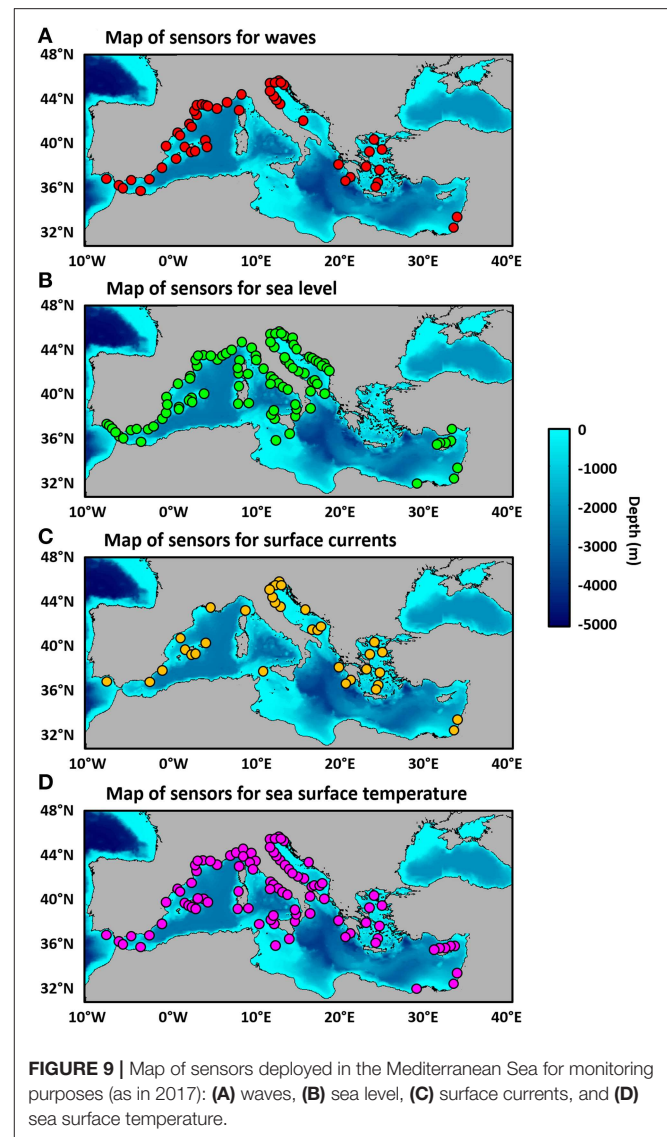 A Map of sensors for waves
48°N
44°N
40°N
36°N
32°N
10°W 0°W 10°E 20°E 30°E 40°E
B Map of sensors for sea level
48°N
44°N
40°N
36°N
32°N
10°W 0°W 10°E 20°E 30°E 40°E
0
-1000
-2000
-3000
-4000
-5000
Depth (m)
C Map of sensors for surface currents
48°N
44°N
40°N
36°N
32°N
10°W 0°W 10°E 20°E 30°E 40°E
D Map of sensors for sea surface temperature
48°N
44°N
40°N
36°N
32°N
10°W 0°W 10°E 20°E 30°E 40°E
FIGURE 9 | Map of sensors deployed in the Mediterranean Sea for monitoring
purposes (as in 2017): (A) waves, (B) sea level, (C) surface currents, and (D)
sea surface temperature.